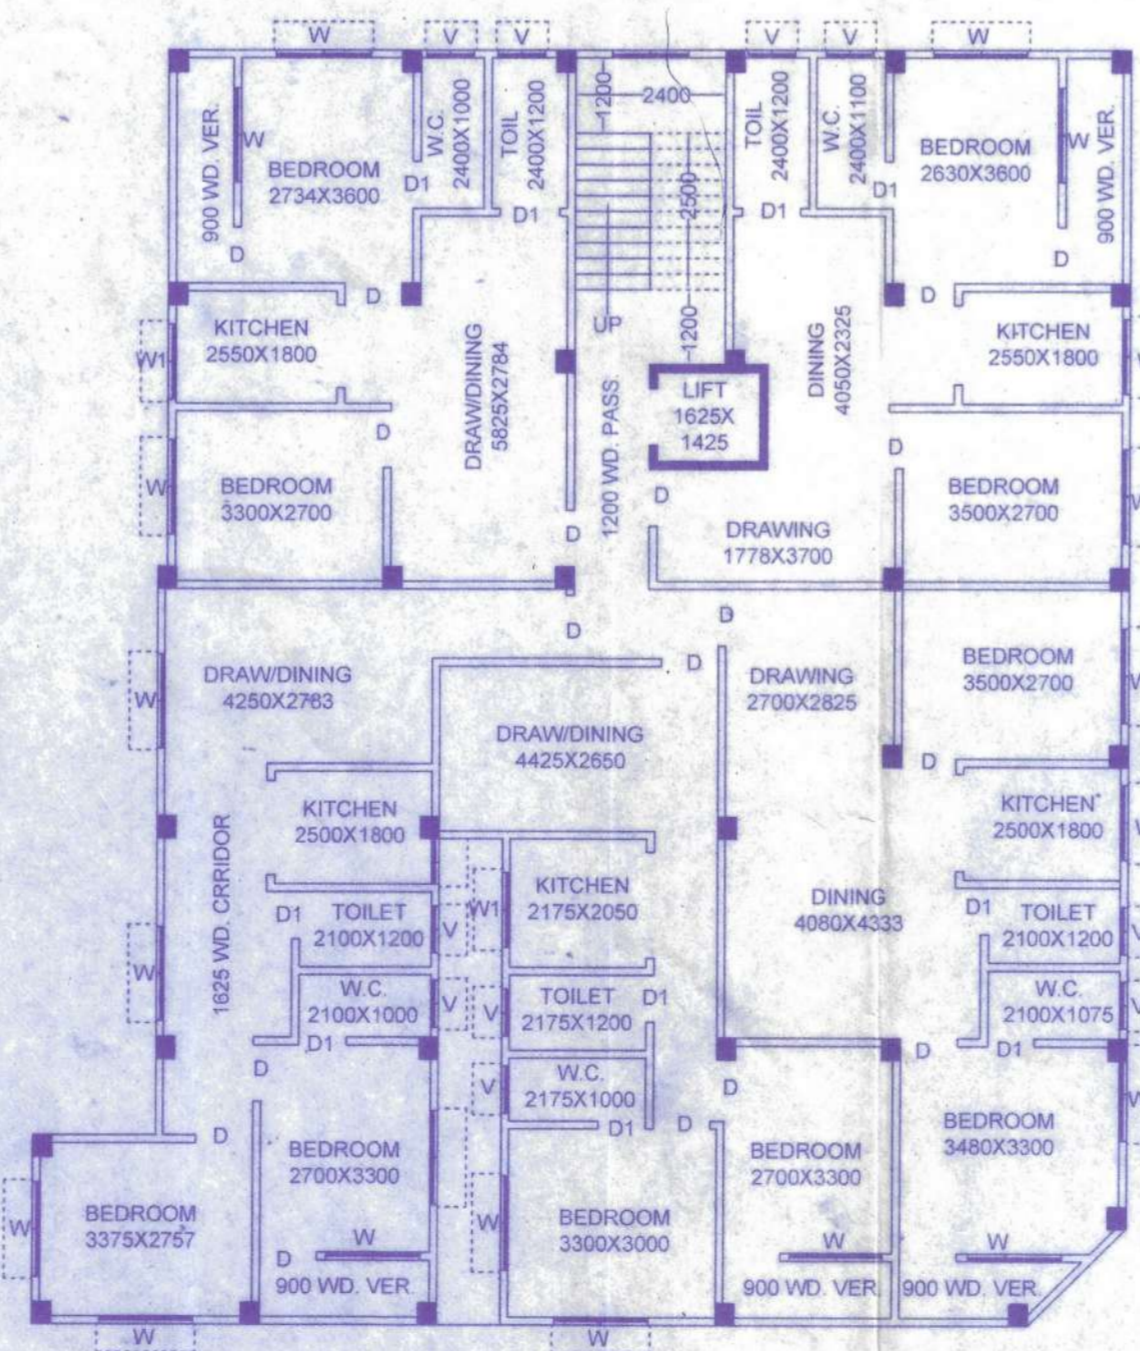 W
V
V
V
V
W
900 WD. VER.
W
BEDROOM
2734X3600
D1
W.C.
2400X1000
TOIL
2400X1200
D1
1200
2400
2500
UP
1200
TOIL
2400X1200
D1
W.C.
2400X1100
D1
BEDROOM
2630X3600
W
900 WD. VER.
D
D
D
D
KITCHEN
2550X1800
W1
DRAW/DINING
5825X2784
1200 WD. PASS.
LIFT
1625X
1425
DINING
4050X2325
KITCHEN
2550X1800
D
D
W
BEDROOM
3300X2700
D
D
DRAWING
1778X3700
BEDROOM
3500X2700
D
D
DRAW/DINING
4250X2783
W
D
DRAWING
2700X2825
BEDROOM
3500X2700
DRAW/DINING
4425X2650
D
KITCHEN
2500X1800
KITCHEN
2500X1800
1625 WD. CRRIDOR
KITCHEN
2175X2050
W1
DINING
4080X4333
D1
TOILET
2100X1200
V
D1
TOILET
2100X1200
W
W.C.
2100X1000
V
V
TOILET
2175X1200
D1
W.C.
2100X1075
D1
D
D
D1
V
W.C.
2175X1000
D1
D
D
D
BEDROOM
2700X3300
BEDROOM
2700X3300
BEDROOM
3480X3300
W
BEDROOM
3375X2757
W
BEDROOM
3300X3000
D
W
W
W
900 WD. VER.
900 WD. VER.
900 WD. VER.
W
W